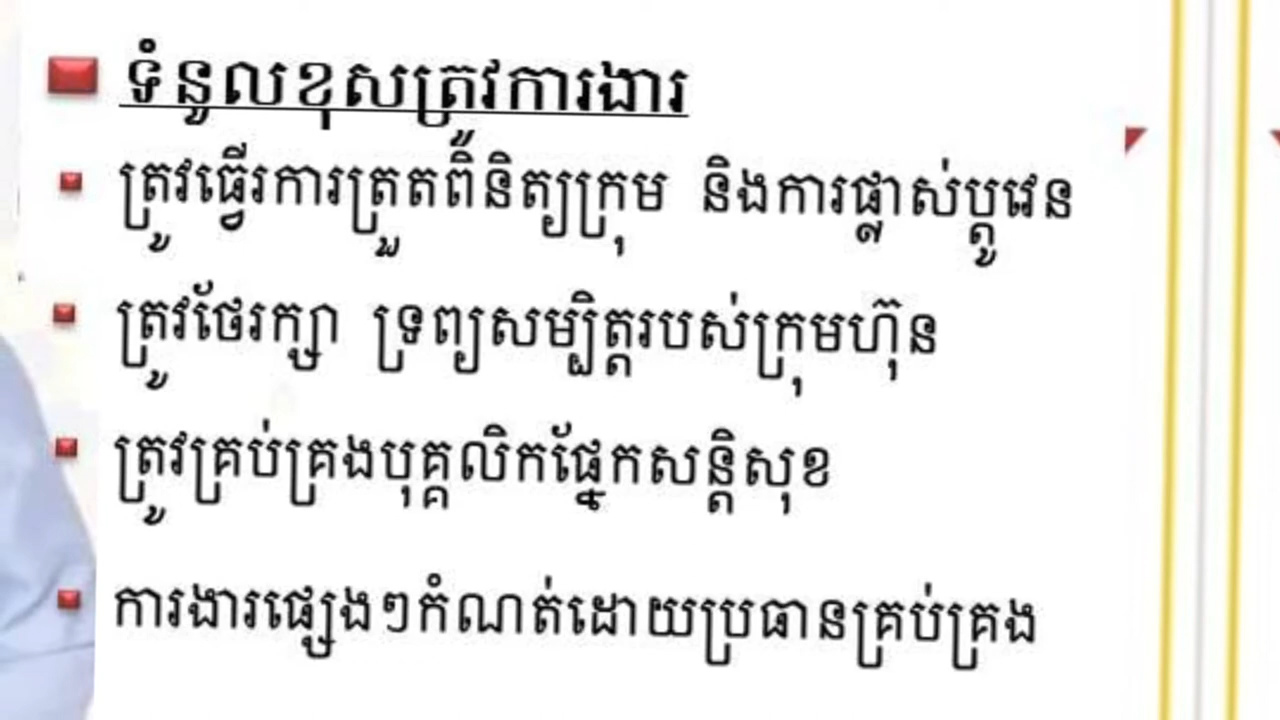 ទំនួលខុសត្រូវការងារ
ត្រូវធ្វើរការត្រួតពិនិត្យក្រុម និងការផ្លាស់ប្តូវេន
ត្រូវថែរក្សា ទ្រព្យសម្បិត្តរបស់ក្រុមហ៊ុន
ត្រូវគ្រប់គ្រងបុគ្គលិកផ្នែកសន្តិសុខ
ការងារផ្សេងៗកំណត់ដោយប្រធានគ្រប់គ្រង